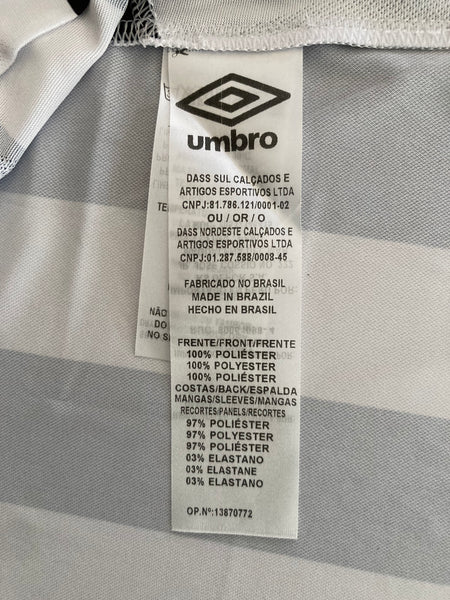 umbro
DASS SUL CALÇADOS E
ARTIGOS ESPORTIVOS LTDA
CNPJ:81.786.121/0001-02
OU / OR / O
DASS NORDESTE CALÇADOS E
ARTIGOS ESPORTIVOS LTDA
CNPJ:01.287.588/0008-45
FABRICADO NO BRASIL
MADE IN BRAZIL
HECHO EN BRASIL
FRENTE/FRONT/FRENTE
100% POLIÉSTER
100% POLYESTER
100% POLIÉSTER
COSTAS/BACK/ESPALDA
MANGAS/SLEEVES/MANGAS
RECORTES/PANELS/RECORTES
97% POLIÉSTER
97% POLYESTER
97% POLIÉSTER
03% ELASTANO
03% ELASTANE
03% ELASTANO
OP.Nº:13870772
NÃO
DO
NO